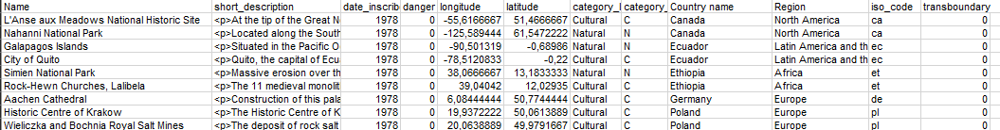 Name short_description date_inscrib danger longitude latitude category_l category_ Country name Region iso_code transboundary
L'Anse aux Meadows National Historic Site <p>At the tip of the Great N 1978 0 -55,6166667 51,4666667 Cultural C Canada North America ca 0
Nahanni National Park <p>Located along the South 1978 0 -125,589444 61,5472222 Natural N Canada North America ca 0
Galapagos Islands <p>Situated in the Pacific O 1978 0 -90,501319 -0,68986 Natural N Ecuador Latin America and th ec 0
City of Quito <p>Quito, the capital of Ecu 1978 0 -78,5120833 -0,22 Cultural C Ecuador Latin America and th ec 0
Simien National Park <p>Massive erosion over th 1978 0 38,0666667 13,1833333 Natural N Ethiopia Africa et 0
Rock-Hewn Churches, Lalibela <p>The 11 medieval monolit 1978 0 39,04042 12,02935 Cultural C Ethiopia Africa et 0
Aachen Cathedral <p>Construction of this pala 1978 0 6,08444444 50,7744444 Cultural C Germany Europe de 0
Historic Centre of Krakow <p>The Historic Centre of K 1978 0 19,9372222 50,0613889 Cultural C Poland Europe pl 0
Wieliczka and Bochnia Royal Salt Mines <p>The deposit of rock salt 1978 0 20,0638889 49,9791667 Cultural C Poland Europe pl 0